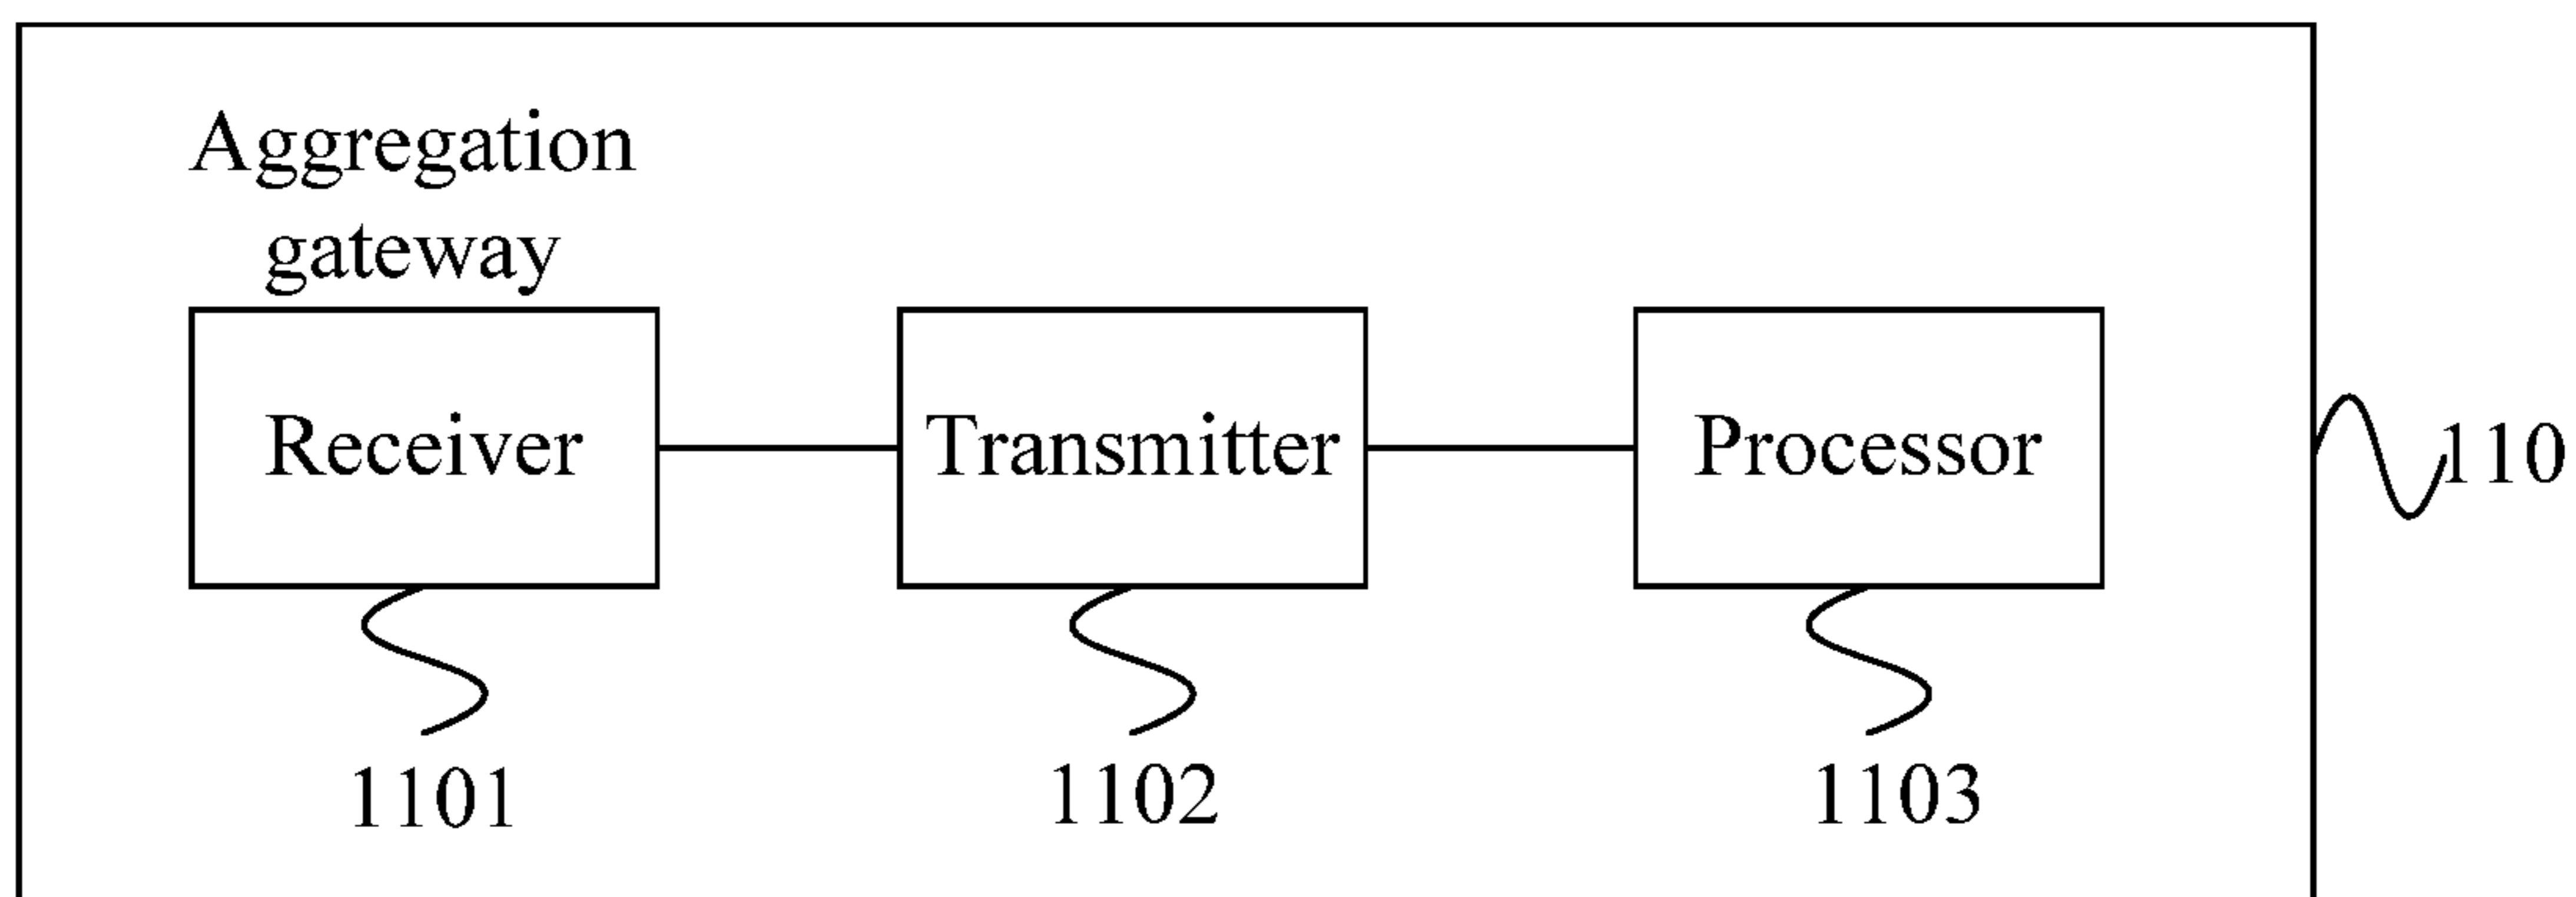 Aggregation
gateway
Receiver
Transmitter
Processor
110
1101
1102
1103